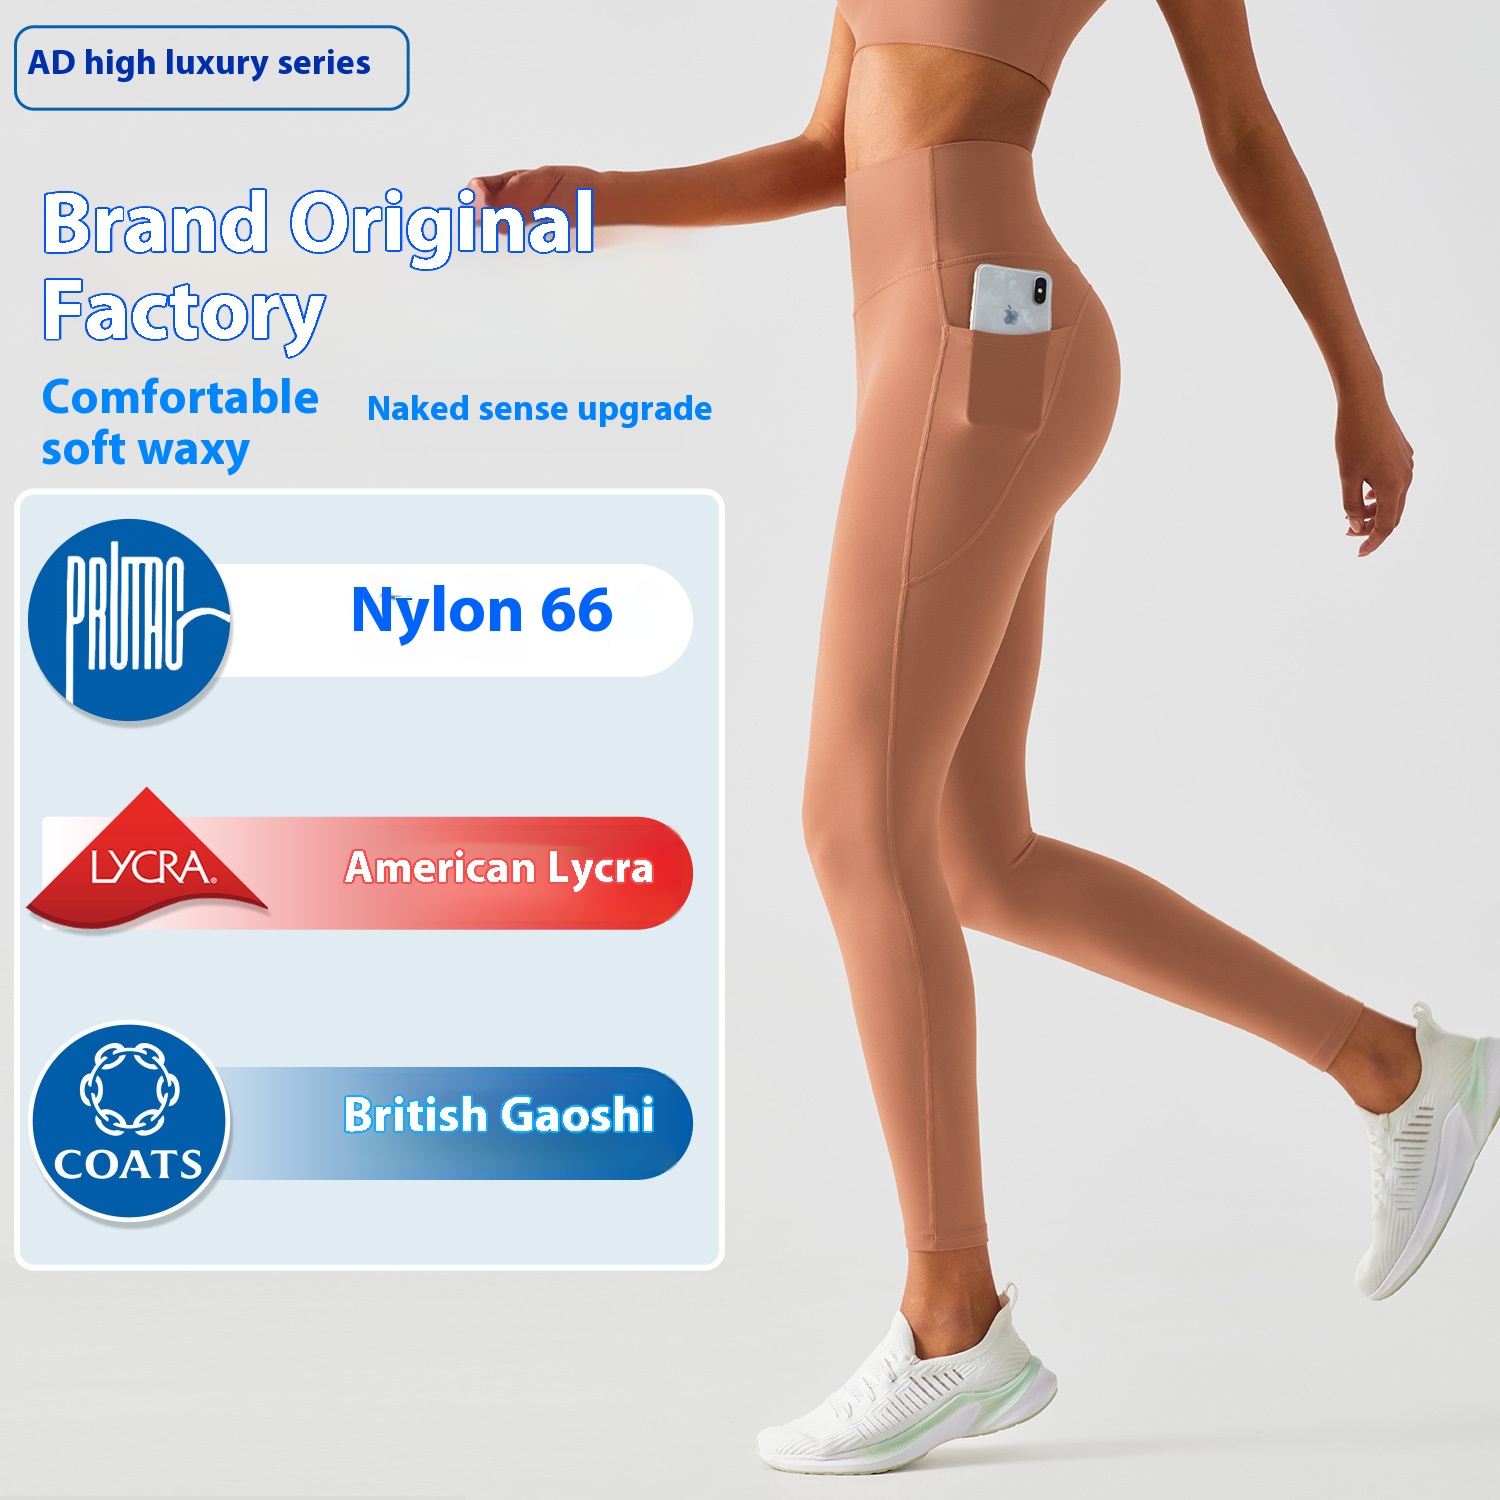 AD high luxury series
Brand Original
Factory
Comfortable
soft waxy
Naked sense upgrade
PRUTAC
Nylon 66
LYCRA®
American Lycra
COATS
British Gaoshi